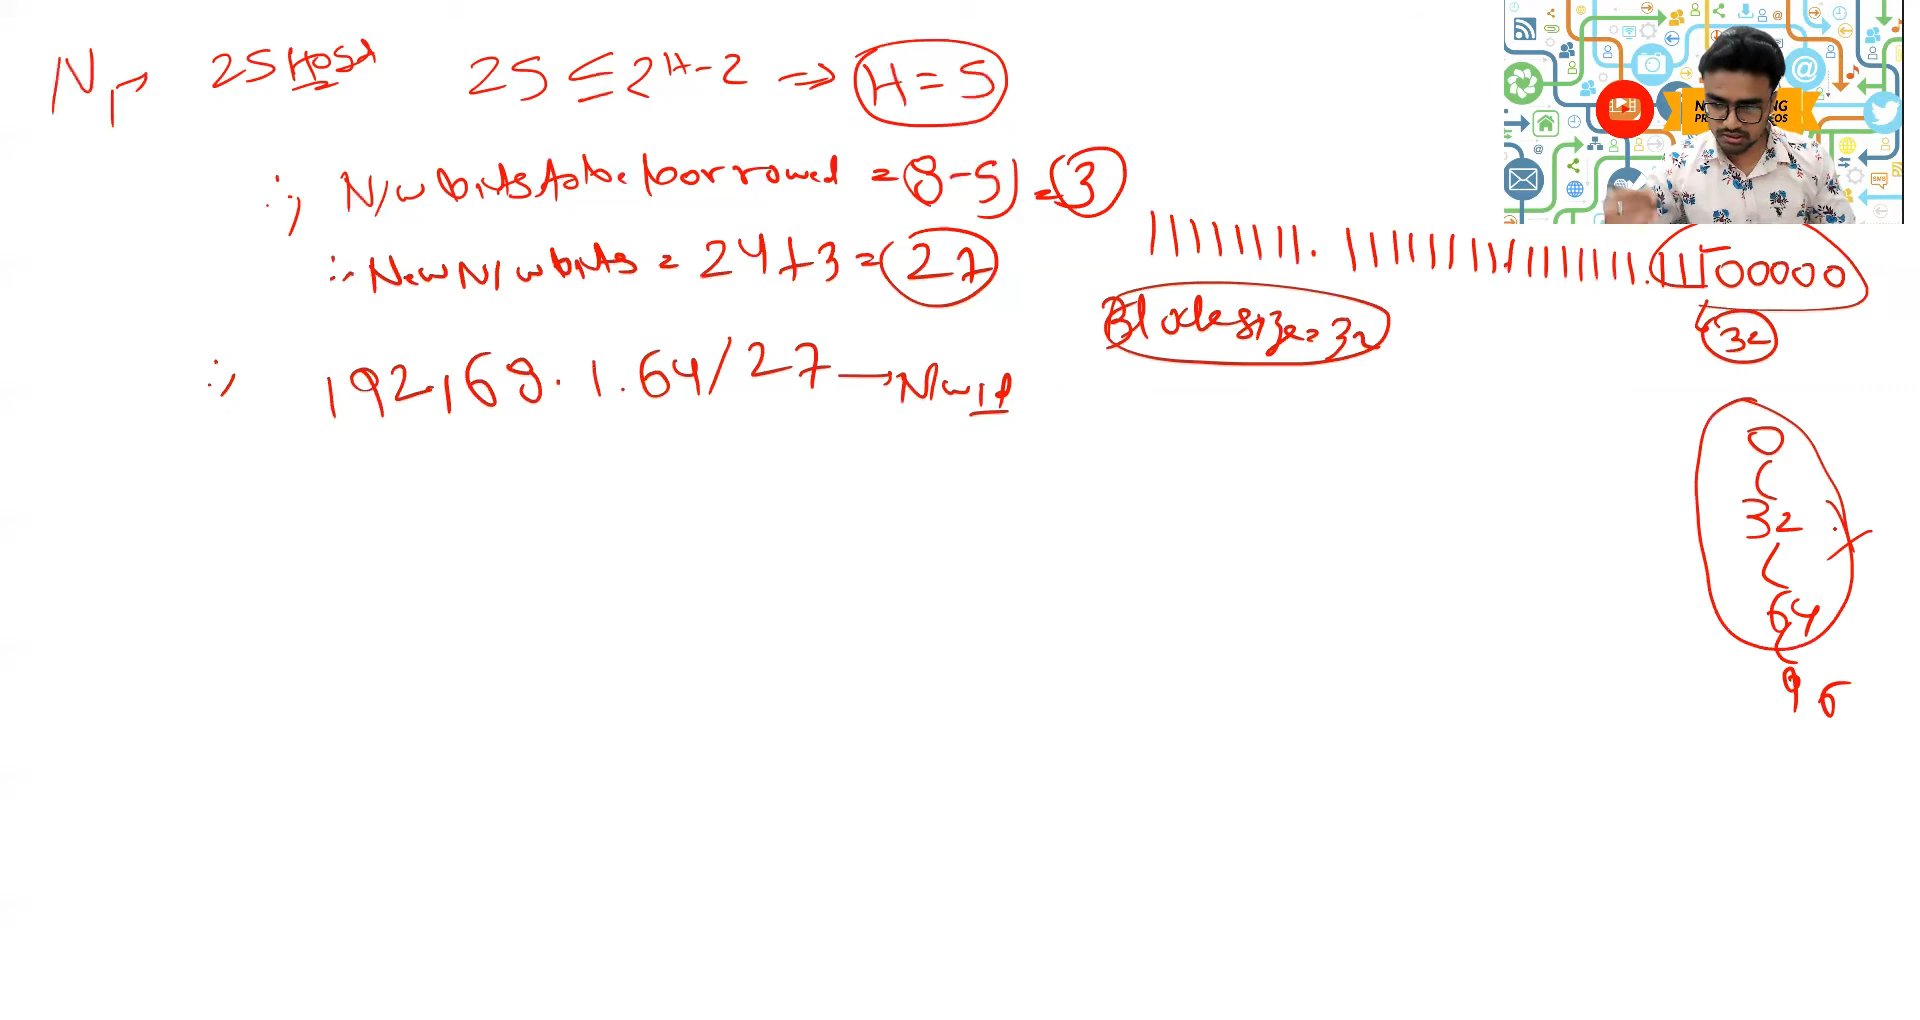 N, → 25 Host 25 ≤ 2^H - 2 ⇒ H = 5
∴ N/w bits to be borrowed = (8-5) = 3
∴ New N/w bits = 24+3 = 27
11111111.11111111.11111111.11100000
Block size = 32
32
∴ 192.168.1.64/27 → N/w ip
0
32
64
96